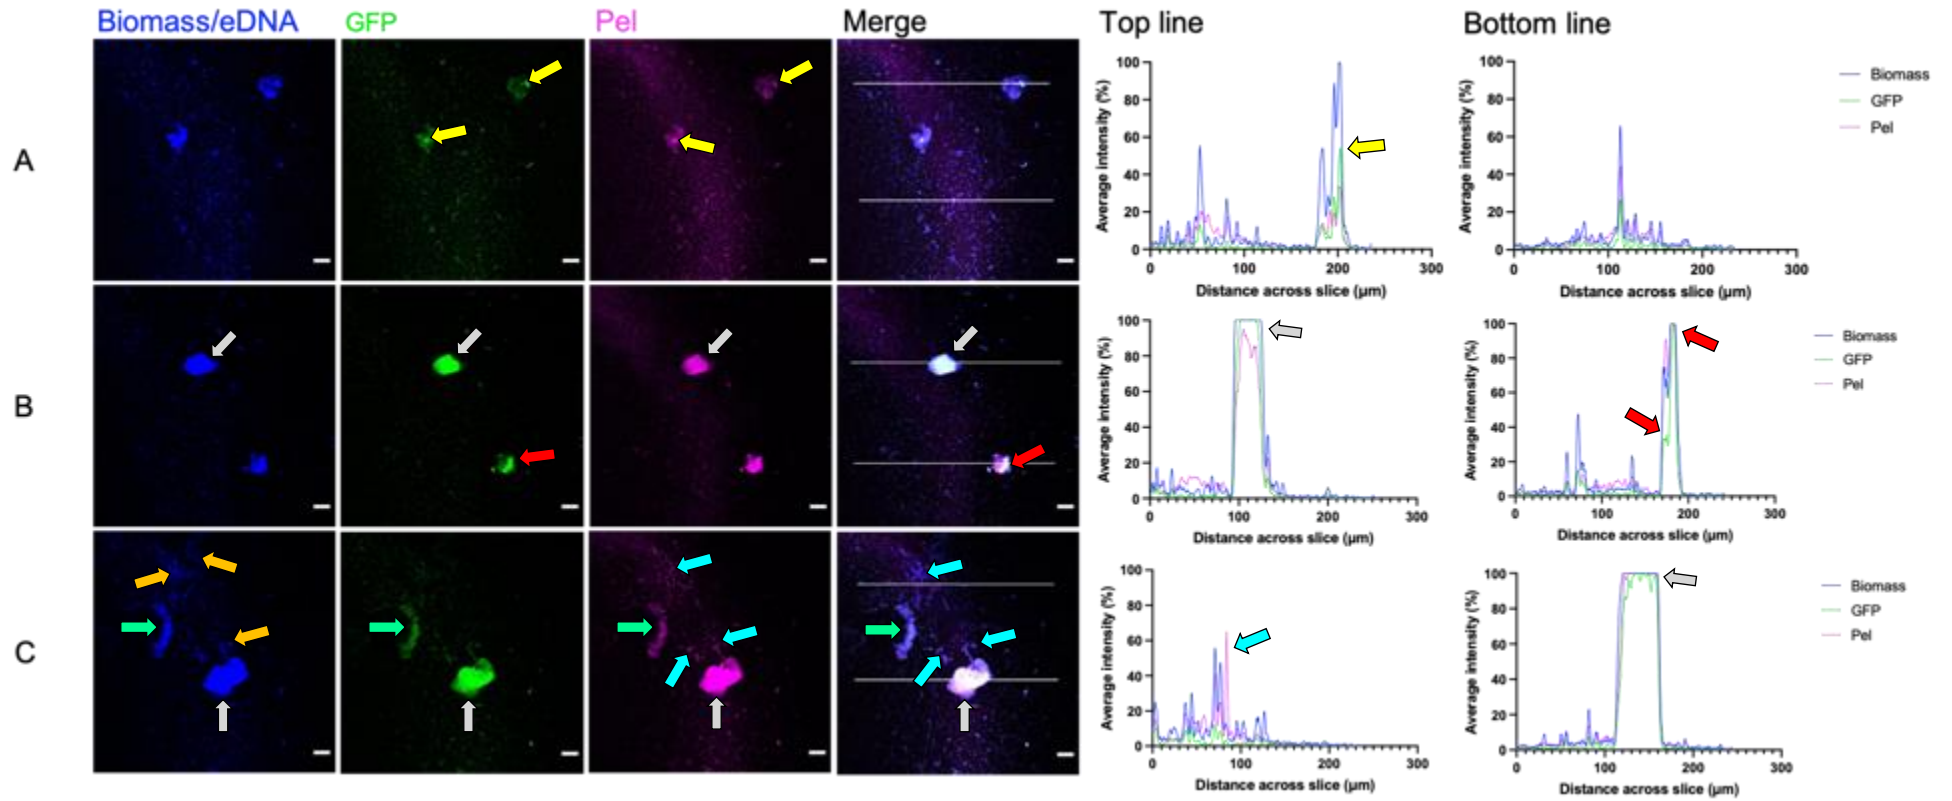 Biomass/eDNA GFP Pel Merge Top line Bottom line
A
Average intensity (%)
100
80
60
40
20
0
0 100 200 300
Distance across slice (µm)
Average intensity (%)
100
80
60
40
20
0
0 100 200 300
Distance across slice (µm)
Biomass
GFP
Pel
B
Average intensity (%)
100
80
60
40
20
0
0 100 200 300
Distance across slice (µm)
Average intensity (%)
100
80
60
40
20
0
0 100 200 300
Distance across slice (µm)
Biomass
GFP
Pel
C
Average intensity (%)
100
80
60
40
20
0
0 100 200 300
Distance across slice (µm)
Average intensity (%)
100
80
60
40
20
0
0 100 200 300
Distance across slice (µm)
Biomass
GFP
Pel